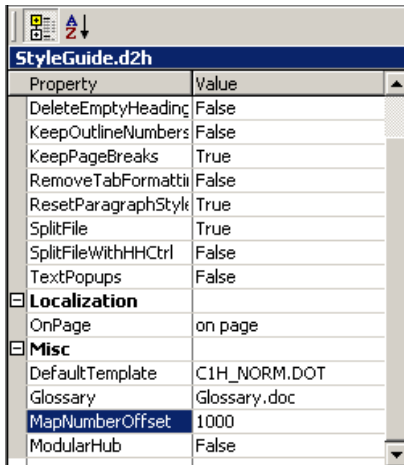 StyleGuide.d2h
Property Value
DeleteEmptyHeading False
KeepOutlineNumbers False
KeepPageBreaks True
RemoveTabFormatti False
ResetParagraphStyle True
SplitFile True
SplitFileWithHHCtrl False
TextPopups False
Localization
OnPage on page
Misc
DefaultTemplate C1H_NORM.DOT
Glossary Glossary.doc
MapNumberOffset 1000
ModularHub False